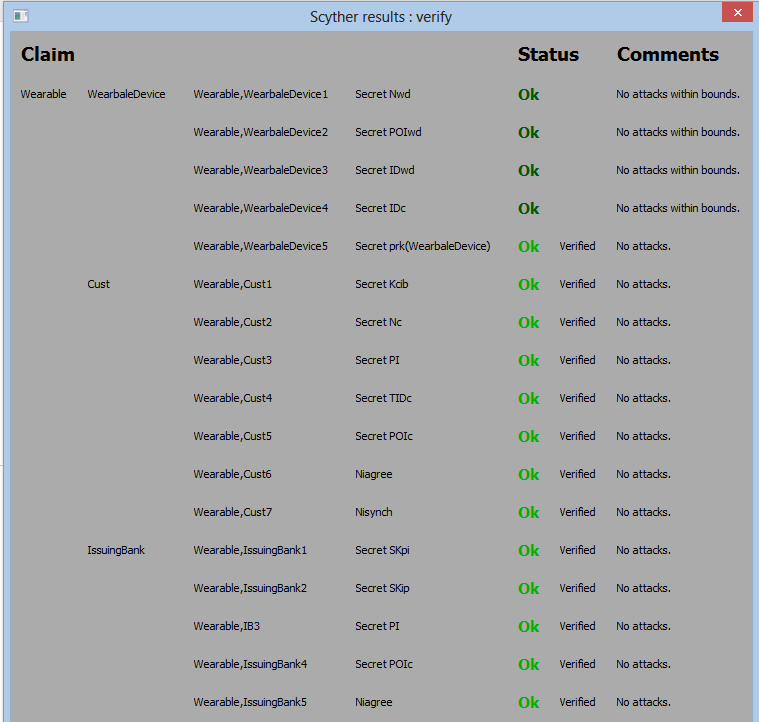 Scyther results : verify
Claim Status Comments
Wearable WearbaleDevice Wearable,WearbaleDevice1 Secret Nwd Ok No attacks within bounds.
Wearable,WearbaleDevice2 Secret POIwd Ok No attacks within bounds.
Wearable,WearbaleDevice3 Secret IDwd Ok No attacks within bounds.
Wearable,WearbaleDevice4 Secret IDc Ok No attacks within bounds.
Wearable,WearbaleDevice5 Secret prk(WearbaleDevice) Ok Verified No attacks.
Cust Wearable,Cust1 Secret Kcib Ok Verified No attacks.
Wearable,Cust2 Secret Nc Ok Verified No attacks.
Wearable,Cust3 Secret PI Ok Verified No attacks.
Wearable,Cust4 Secret TIDc Ok Verified No attacks.
Wearable,Cust5 Secret POIc Ok Verified No attacks.
Wearable,Cust6 Niagree Ok Verified No attacks.
Wearable,Cust7 Nisynch Ok Verified No attacks.
IssuingBank Wearable,IssuingBank1 Secret SKpi Ok Verified No attacks.
Wearable,IssuingBank2 Secret SKip Ok Verified No attacks.
Wearable,IB3 Secret PI Ok Verified No attacks.
Wearable,IssuingBank4 Secret POIc Ok Verified No attacks.
Wearable,IssuingBank5 Niagree Ok Verified No attacks.